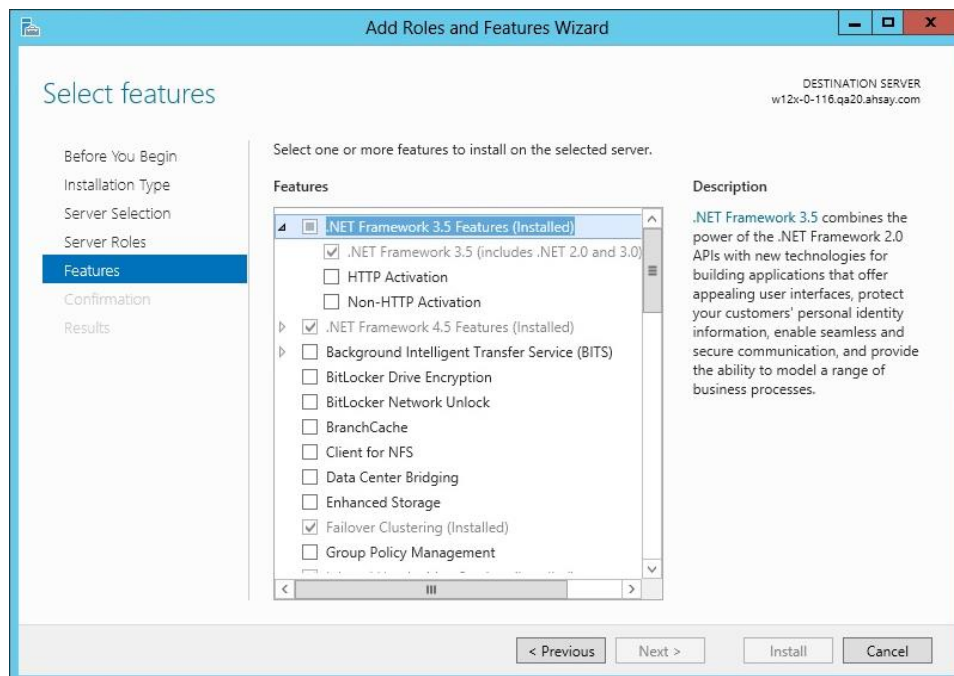 Add Roles and Features Wizard
Select features
DESTINATION SERVER
w12x-0-116.qa20.ahsay.com
Before You Begin
Installation Type
Server Selection
Server Roles
Features
Confirmation
Results
Select one or more features to install on the selected server.
Features
.NET Framework 3.5 Features (Installed)
.NET Framework 3.5 (includes .NET 2.0 and 3.0)
HTTP Activation
Non-HTTP Activation
.NET Framework 4.5 Features (Installed)
Background Intelligent Transfer Service (BITS)
BitLocker Drive Encryption
BitLocker Network Unlock
BranchCache
Client for NFS
Data Center Bridging
Enhanced Storage
Failover Clustering (Installed)
Group Policy Management
Description
.NET Framework 3.5 combines the
power of the .NET Framework 2.0
APIs with new technologies for
building applications that offer
appealing user interfaces, protect
your customers' personal identity
information, enable seamless and
secure communication, and provide
the ability to model a range of
business processes.
< Previous
Next >
Install
Cancel